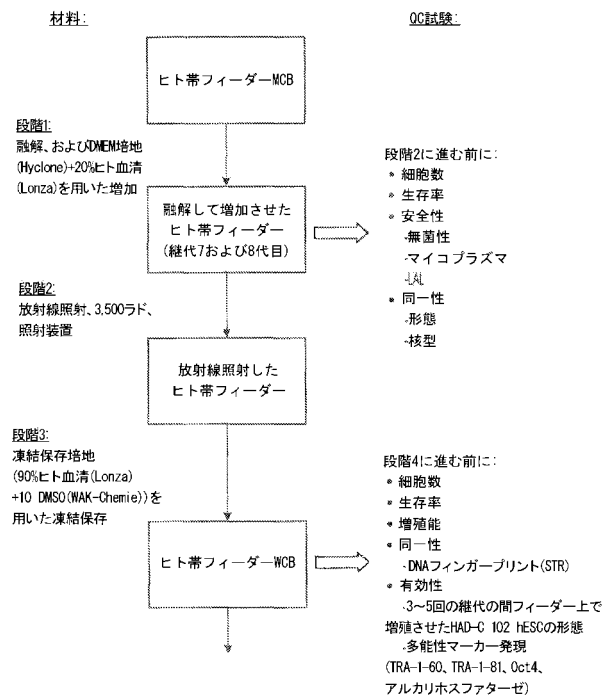 材料:
QC試験:
ヒト帯フィーダーMCB
段階1:
融解、およびDMEM培地
(Hyclone)+20%ヒト血清
(Lonza)を用いた増加
融解して増加させた
ヒト帯フィーダー
(継代7および8代目)
段階2に進む前に:
• 細胞数
• 生存率
• 安全性
-無菌性
-マイコプラズマ
-LAL
• 同一性
-形態
-核型
段階2:
放射線照射、3,500ラド、
照射装置
放射線照射した
ヒト帯フィーダー
段階3:
凍結保存培地
(90%ヒト血清(Lonza)
+10 DMSO(WAK-Chemie))を
用いた凍結保存
ヒト帯フィーダーWCB
段階4に進む前に:
• 細胞数
• 生存率
• 増殖能
• 同一性
-DNAフィンガープリント(STR)
• 有効性
-3〜5回の継代の間フィーダー上で
増殖させたHAD-C 102 hESCの形態
-多能性マーカー発現
(TRA-1-60、TRA-1-81、Oct4、
アルカリホスファターゼ)